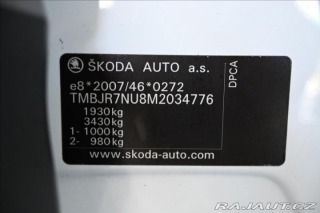 ŠKODA AUTO a.s.
e8*2007/46*0272
TMBJR7NU8M2034776
1930kg
3430kg
1- 1000kg
2- 980kg
www.skoda-auto.com
DPCA
RAJAUT.CZ